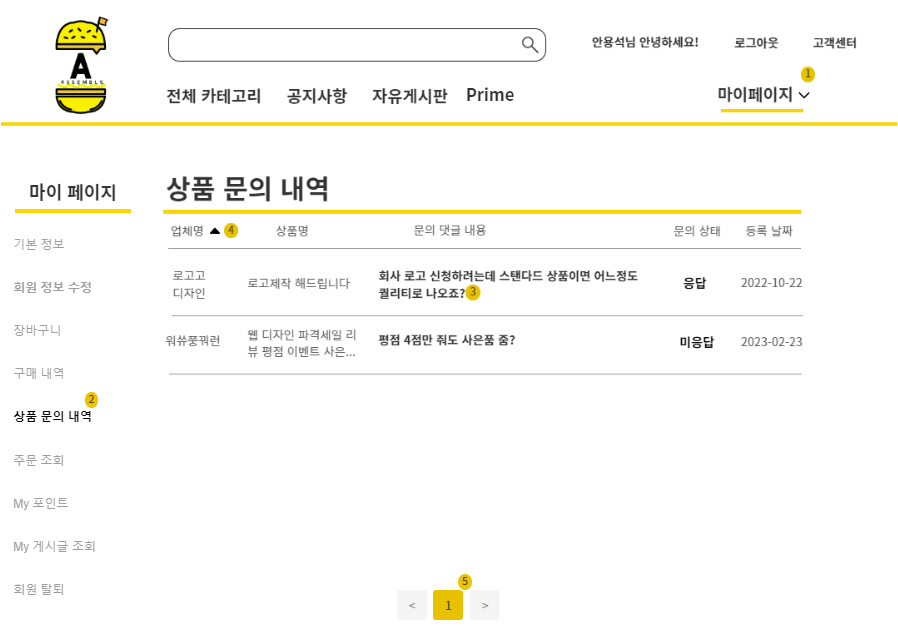 A
ASSEMBLE
안용석님 안녕하세요!
로그아웃
고객센터
전체 카테고리
공지사항
자유게시판
Prime
1
마이페이지
마이 페이지
기본 정보
회원 정보 수정
장바구니
구매 내역
2
상품 문의 내역
주문 조회
My 포인트
My 게시글 조회
회원 탈퇴
상품 문의 내역
업체명 4 상품명 문의 댓글 내용 문의 상태 등록 날짜
로고고
디자인
로고제작 해드립니다
회사 로고 신청하려는데 스탠다드 상품이면 어느정도
퀄리티로 나오죠? 3
응답
2022-10-22
워쓔쭝꿔런
웹 디자인 파격세일 리
뷰 평점 이벤트 사은...
평점 4점만 줘도 사은품 줌?
미응답
2023-02-23
5
< 1 >